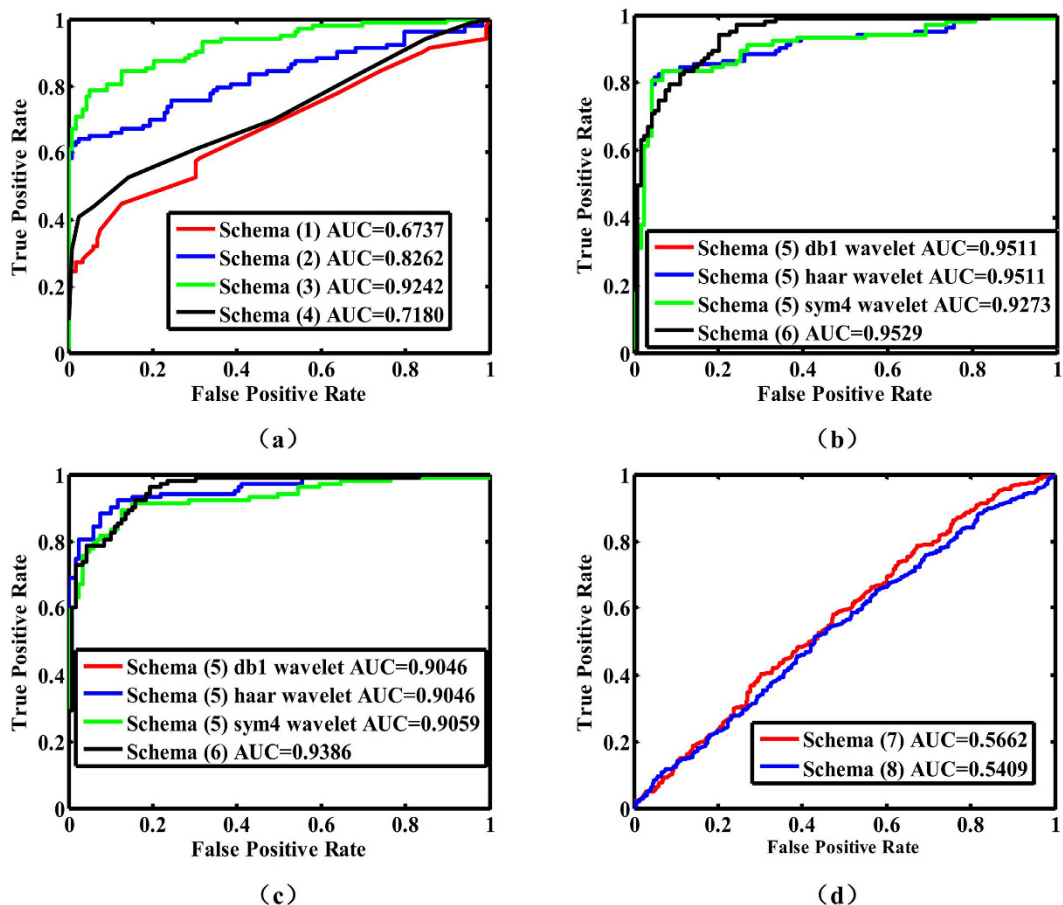 1
0.8
0.6
0.4
0.2
0
True Positive Rate
Schema (1) AUC=0.6737
Schema (2) AUC=0.8262
Schema (3) AUC=0.9242
Schema (4) AUC=0.7180
0 0.2 0.4 0.6 0.8 1
False Positive Rate
(a)
1
0.8
0.6
0.4
0.2
0
True Positive Rate
Schema (5) db1 wavelet AUC=0.9511
Schema (5) haar wavelet AUC=0.9511
Schema (5) sym4 wavelet AUC=0.9273
Schema (6) AUC=0.9529
0 0.2 0.4 0.6 0.8 1
False Positive Rate
(b)
1
0.8
0.6
0.4
0.2
0
True Positive Rate
Schema (5) db1 wavelet AUC=0.9046
Schema (5) haar wavelet AUC=0.9046
Schema (5) sym4 wavelet AUC=0.9059
Schema (6) AUC=0.9386
0 0.2 0.4 0.6 0.8 1
False Positive Rate
(c)
1
0.8
0.6
0.4
0.2
0
True Positive Rate
Schema (7) AUC=0.5662
Schema (8) AUC=0.5409
0 0.2 0.4 0.6 0.8 1
False Positive Rate
(d)